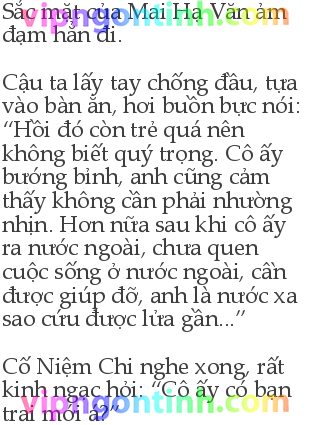 Sắc mặt của Mai Hạ Văn ảm
đạm hẳn đi.
Cậu ta lấy tay chống đầu, tựa
vào bàn ăn, hơi buồn bực nói:
“Hồi đó còn trẻ quá nên
không biết quý trọng. Cô ấy
bướng bỉnh, anh cũng cảm
thấy không cần phải nhường
nhịn. Hơn nữa sau khi cô ấy
ra nước ngoài, chưa quen
cuộc sống ở nước ngoài, cần
được giúp đỡ, anh là nước xa
sao cứu được lửa gần...”
Cố Niệm Chi nghe xong, rất
kinh ngạc hỏi: “Cô ấy có bạn
trai mới á?”
vipngontinh.com
vipngontinh.com